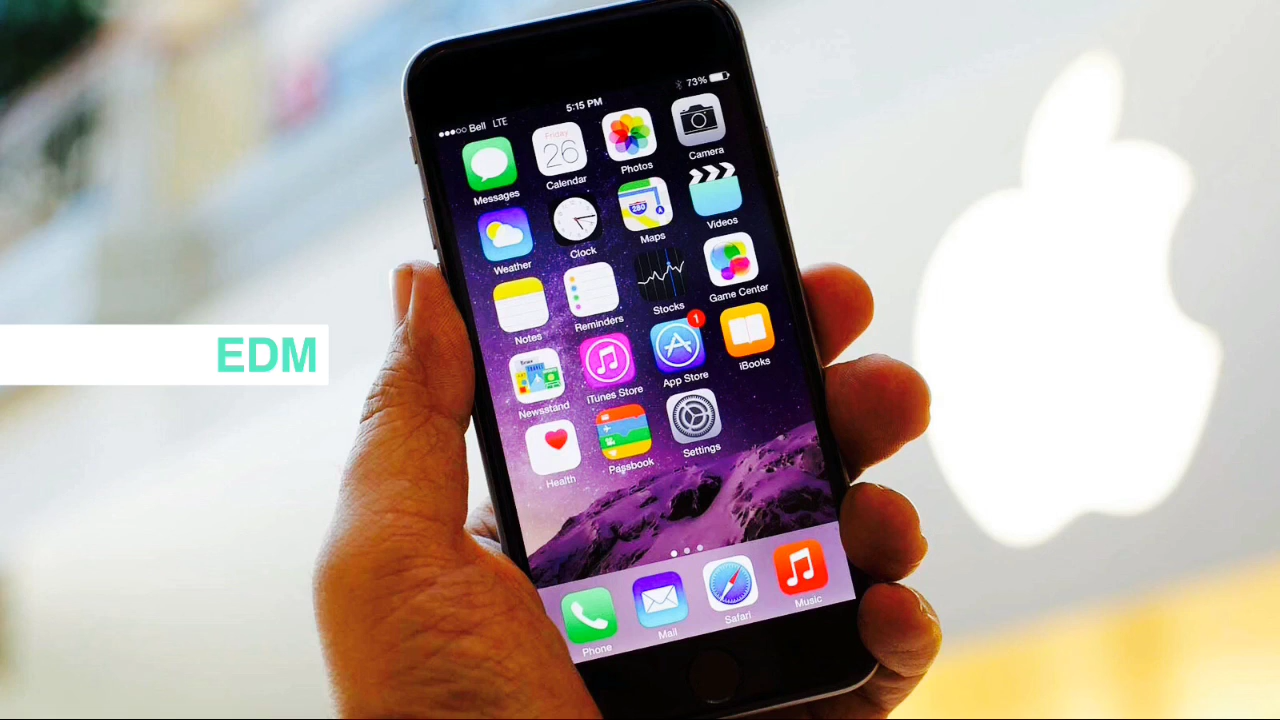 5:15 PM
73%
Bell LTE
Friday
26
Messages
Calendar
Photos
Camera
Weather
Clock
280
Maps
Videos
Notes
Reminders
Stocks
Game Center
Newsstand
iTunes Store
1
App Store
iBooks
Health
Passbook
Settings
Phone
Mail
Safari
Music
EDM